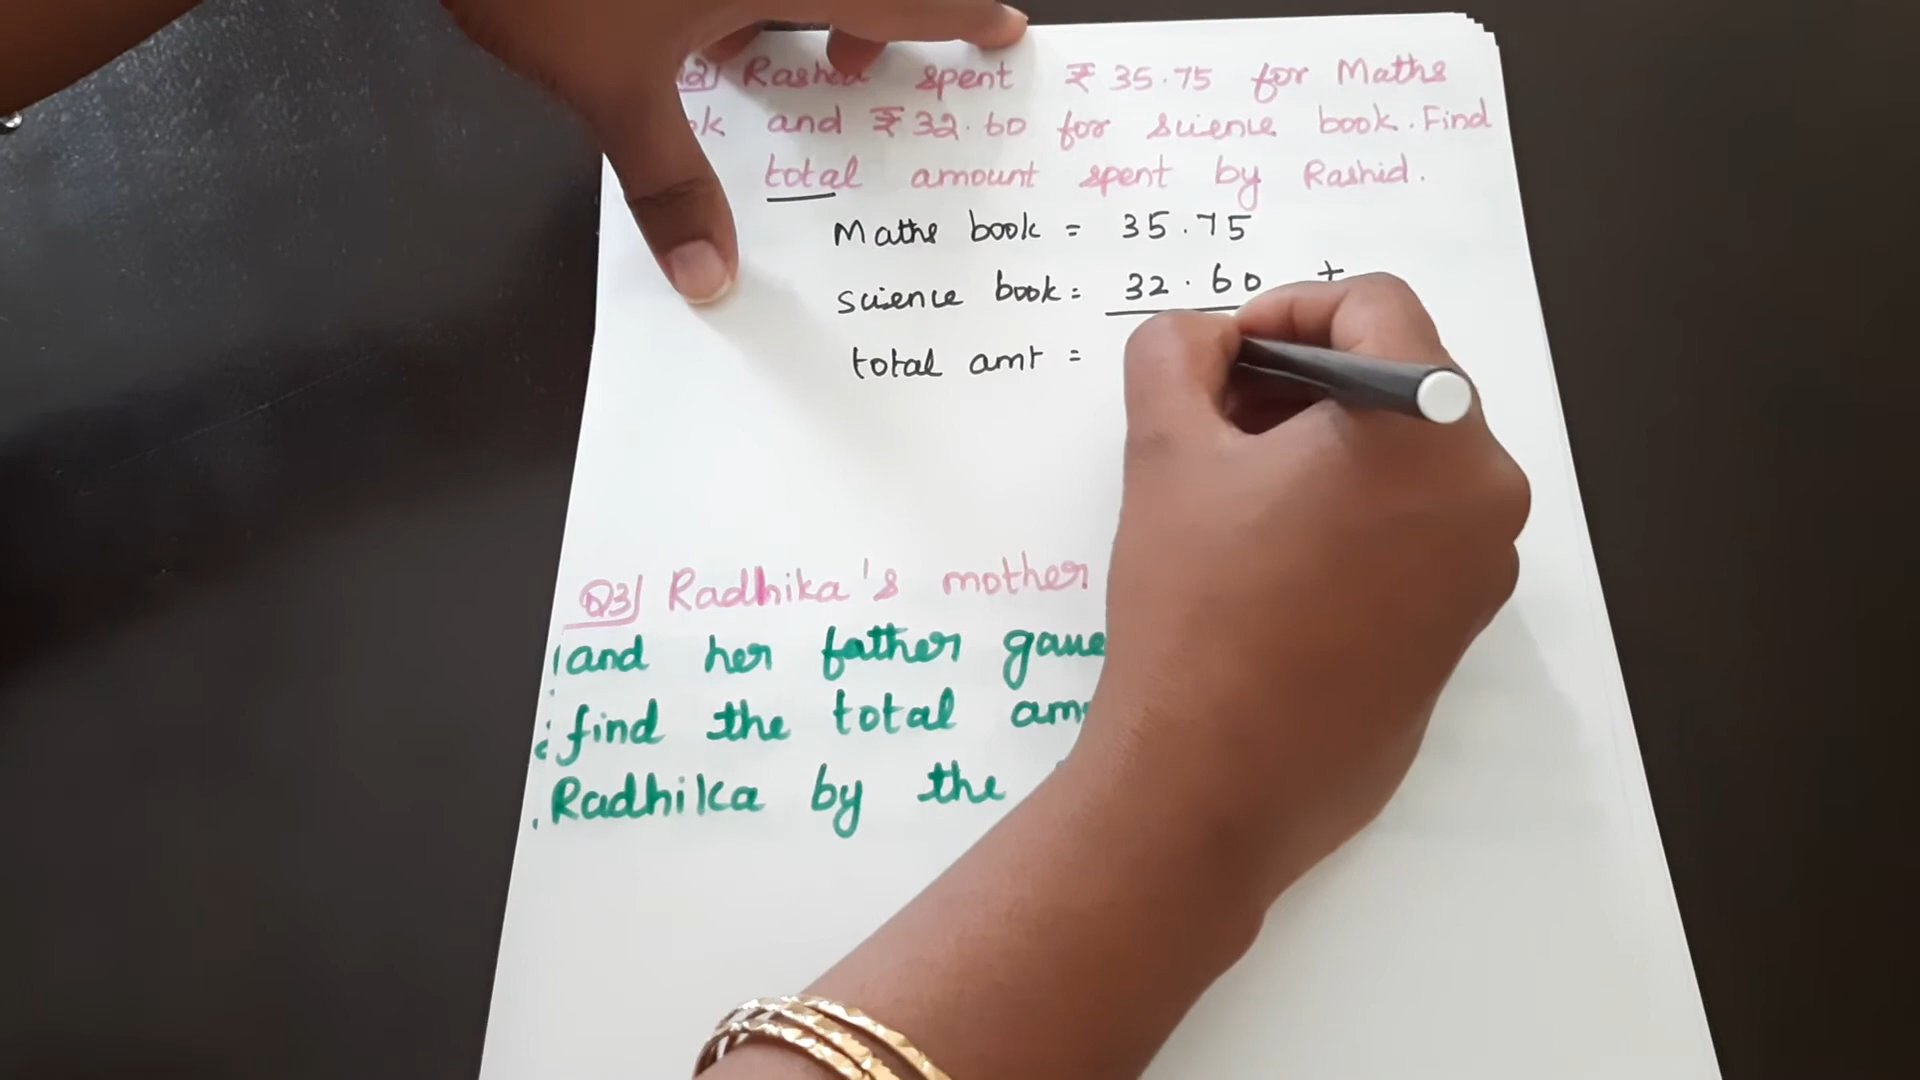 2) Rashid spent ₹ 35.75 for Maths
and ₹ 32.60 for science book. Find
total amount spent by Rashid.
Maths book = 35.75
science book = 32.60 +
total amt =
Q3) Radhika's mother
and her father gave
find the total
Radhika by the